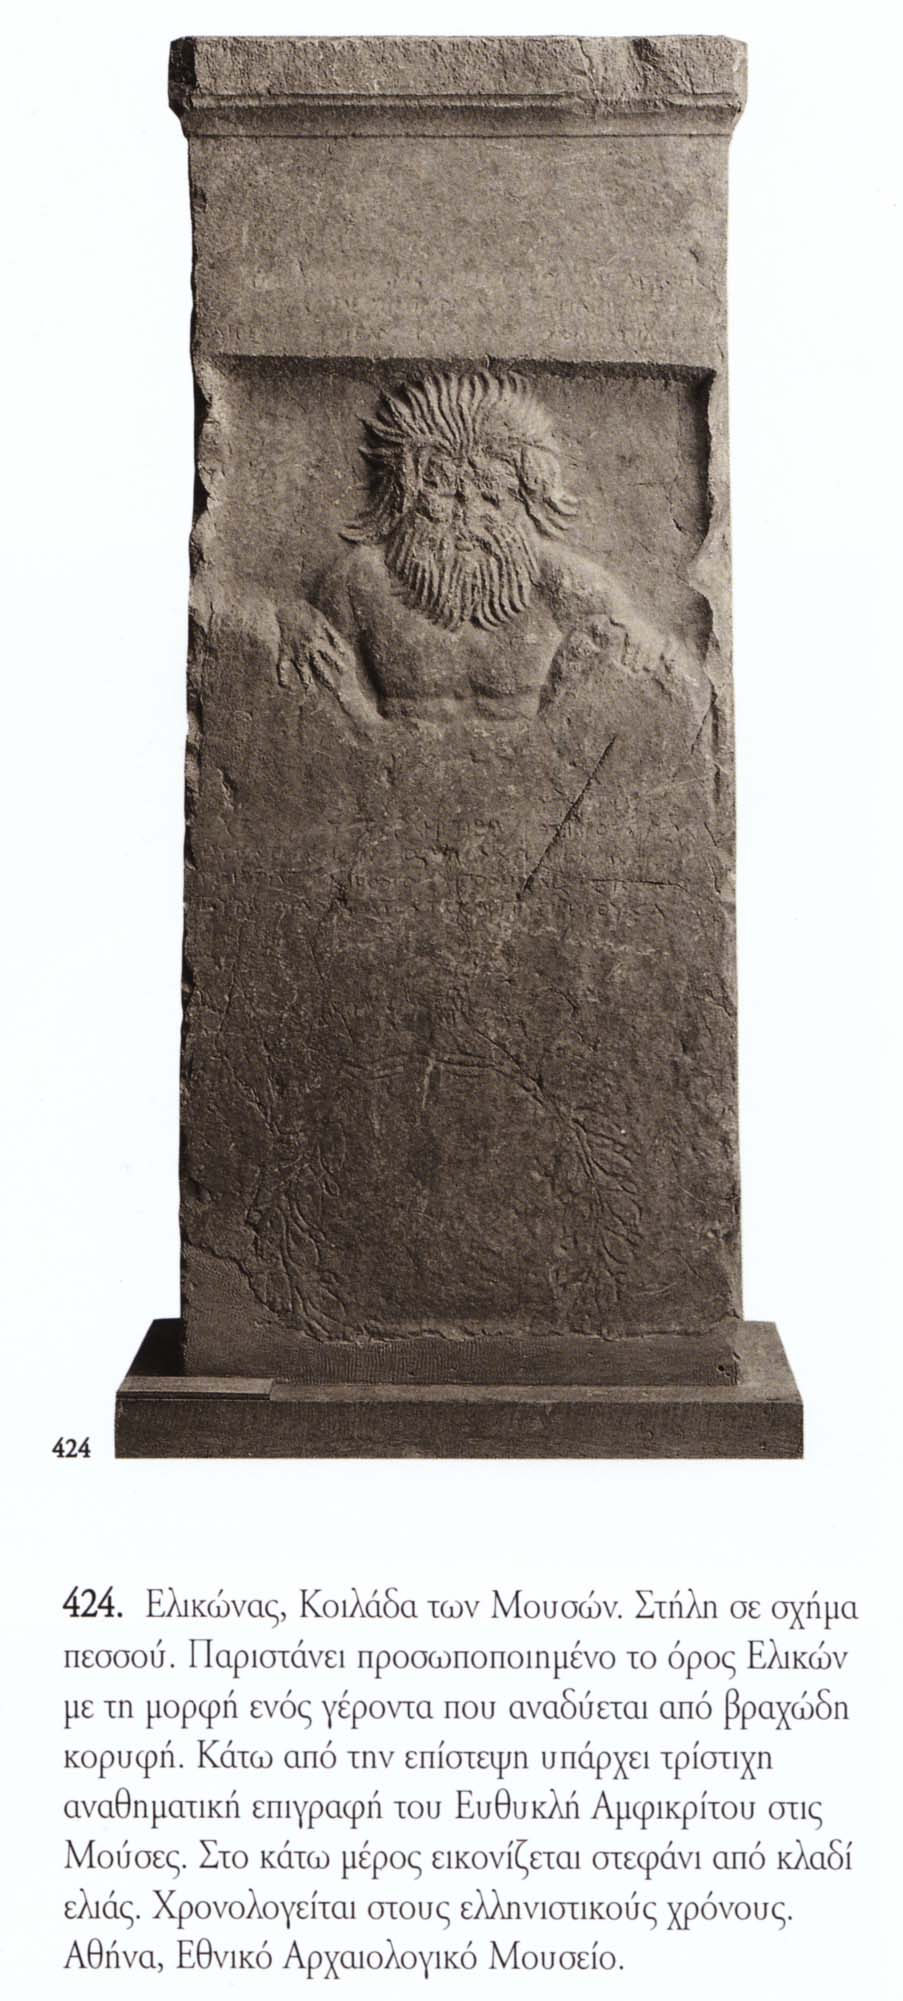 424
424. Ελικώνας, Κοιλάδα των Μουσών. Στήλη σε σχήμα
πεσσού. Παριστάνει προσωποποιημένο το όρος Ελικών
με τη μορφή ενός γέροντα που αναδύεται από βραχώδη
κορυφή. Κάτω από την επίστεψη υπάρχει τρίστιχη
αναθηματική επιγραφή του Ευθυκλή Αμφικρίτου στις
Μούσες. Στο κάτω μέρος εικονίζεται στεφάνι από κλαδί
ελιάς. Χρονολογείται στους ελληνιστικούς χρόνους.
Αθήνα, Εθνικό Αρχαιολογικό Μουσείο.